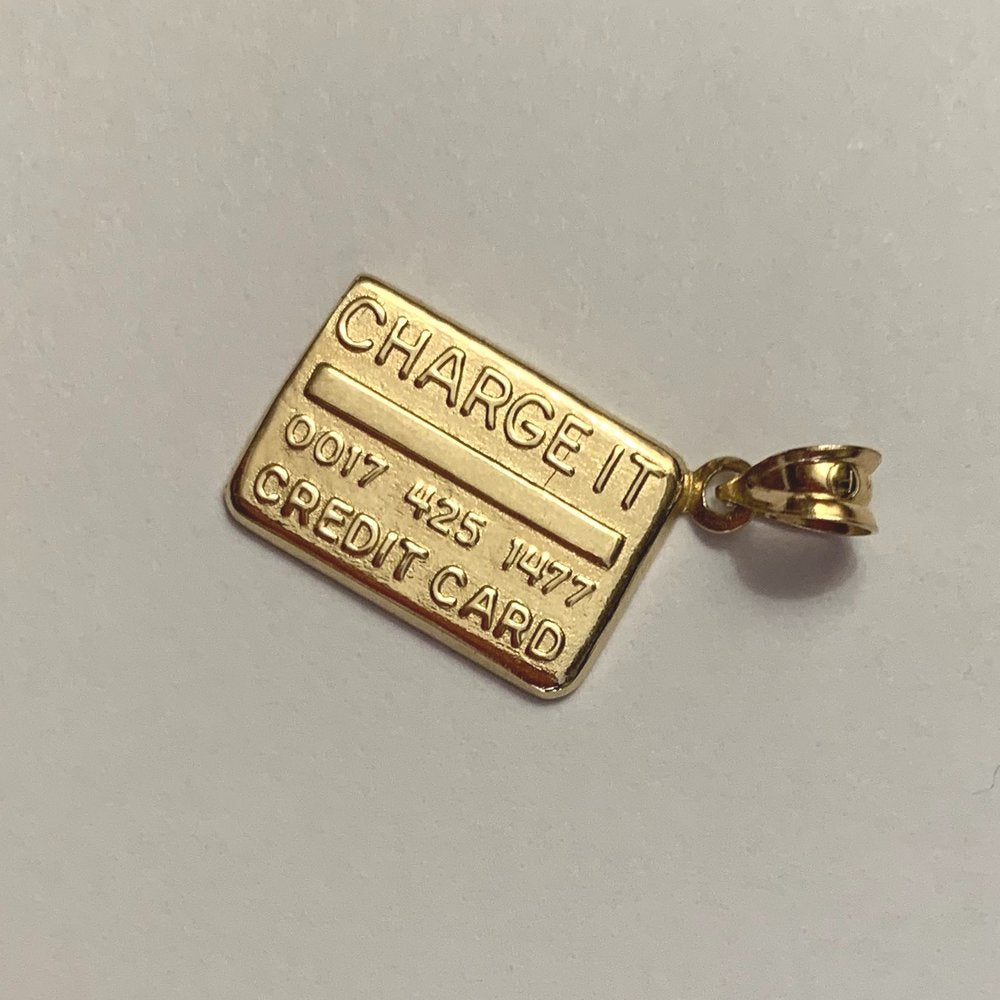 CHARGE IT
0017 425 1477
CREDIT CARD